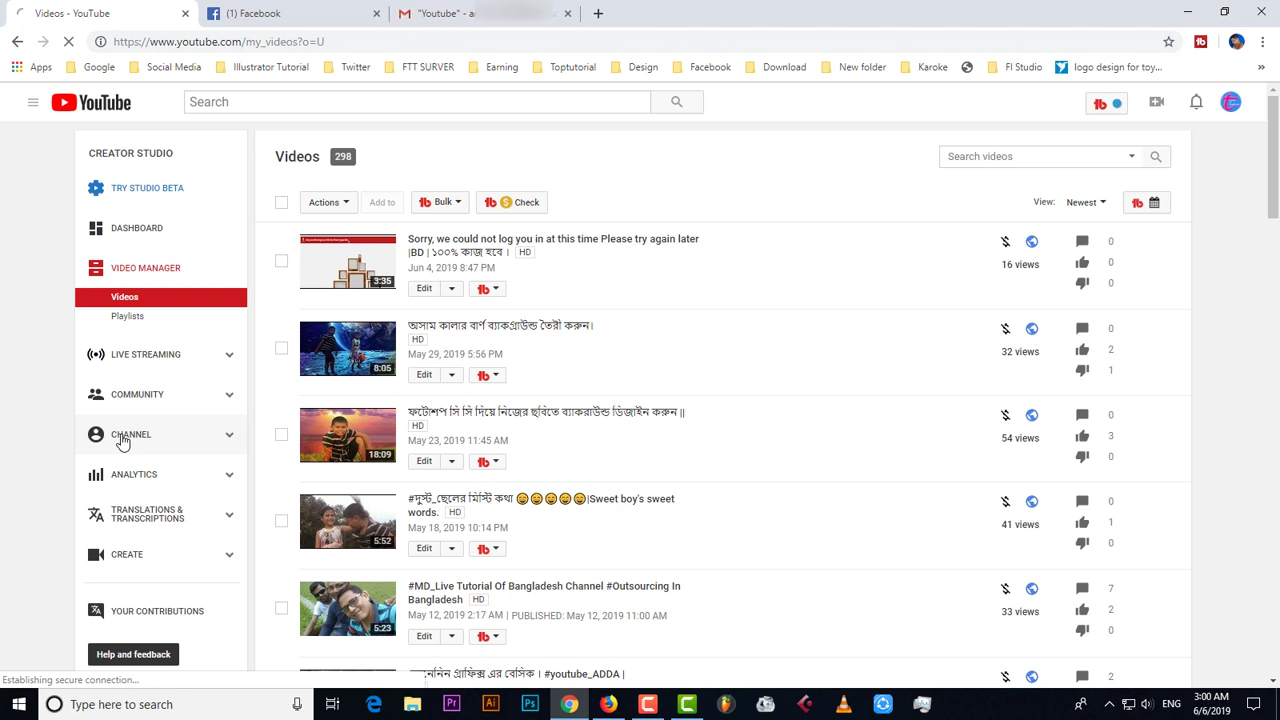 Videos - YouTube
(1) Facebook
"Youtube" - a
https://www.youtube.com/my_videos?o=U
Apps Google Social Media Illustrator Tutorial Twitter FTT SURVER Earning Toptutorial Design Facebook Download New folder Karoke Fl Studio logo design for toy... »
YouTube
Search
CREATOR STUDIO
TRY STUDIO BETA
DASHBOARD
VIDEO MANAGER
Videos
Playlists
LIVE STREAMING
COMMUNITY
CHANNEL
ANALYTICS
TRANSLATIONS &
TRANSCRIPTIONS
CREATE
YOUR CONTRIBUTIONS
Help and feedback
Videos 298
Search videos
Actions Add to Bulk Check
View: Newest
Sorry, we could not log you in at this time Please try again later
|BD | ১০০% কাজ হবে । HD
Jun 4, 2019 8:47 PM
Edit
3:35
16 views
0
0
0
অসাম কালার বার্ণ ব্যাকগ্রাউন্ড তৈরী করুন।
HD
May 29, 2019 5:56 PM
Edit
8:05
32 views
0
2
1
ফটোশপ সি সি দিয়ে নিজের ছবিতে ব্যাকরাউন্ড ডিজাইন করুন ||
HD
May 23, 2019 11:45 AM
Edit
18:09
54 views
0
3
0
#দুস্ট_ছেলের মিস্টি কথা 😄😄😄😄😄|Sweet boy's sweet
words. HD
May 18, 2019 10:14 PM
Edit
5:52
41 views
0
1
0
#MD_Live Tutorial Of Bangladesh Channel #Outsourcing In
Bangladesh HD
May 12, 2019 2:17 AM | PUBLISHED: May 12, 2019 11:00 AM
Edit
5:23
33 views
7
2
0
গ্রাফিক্স এর বেসিক । #youtube_ADDA |
2
Establishing secure connection...
Type here to search
Pr
Ai
Ps
ENG
3:00 AM
6/6/2019